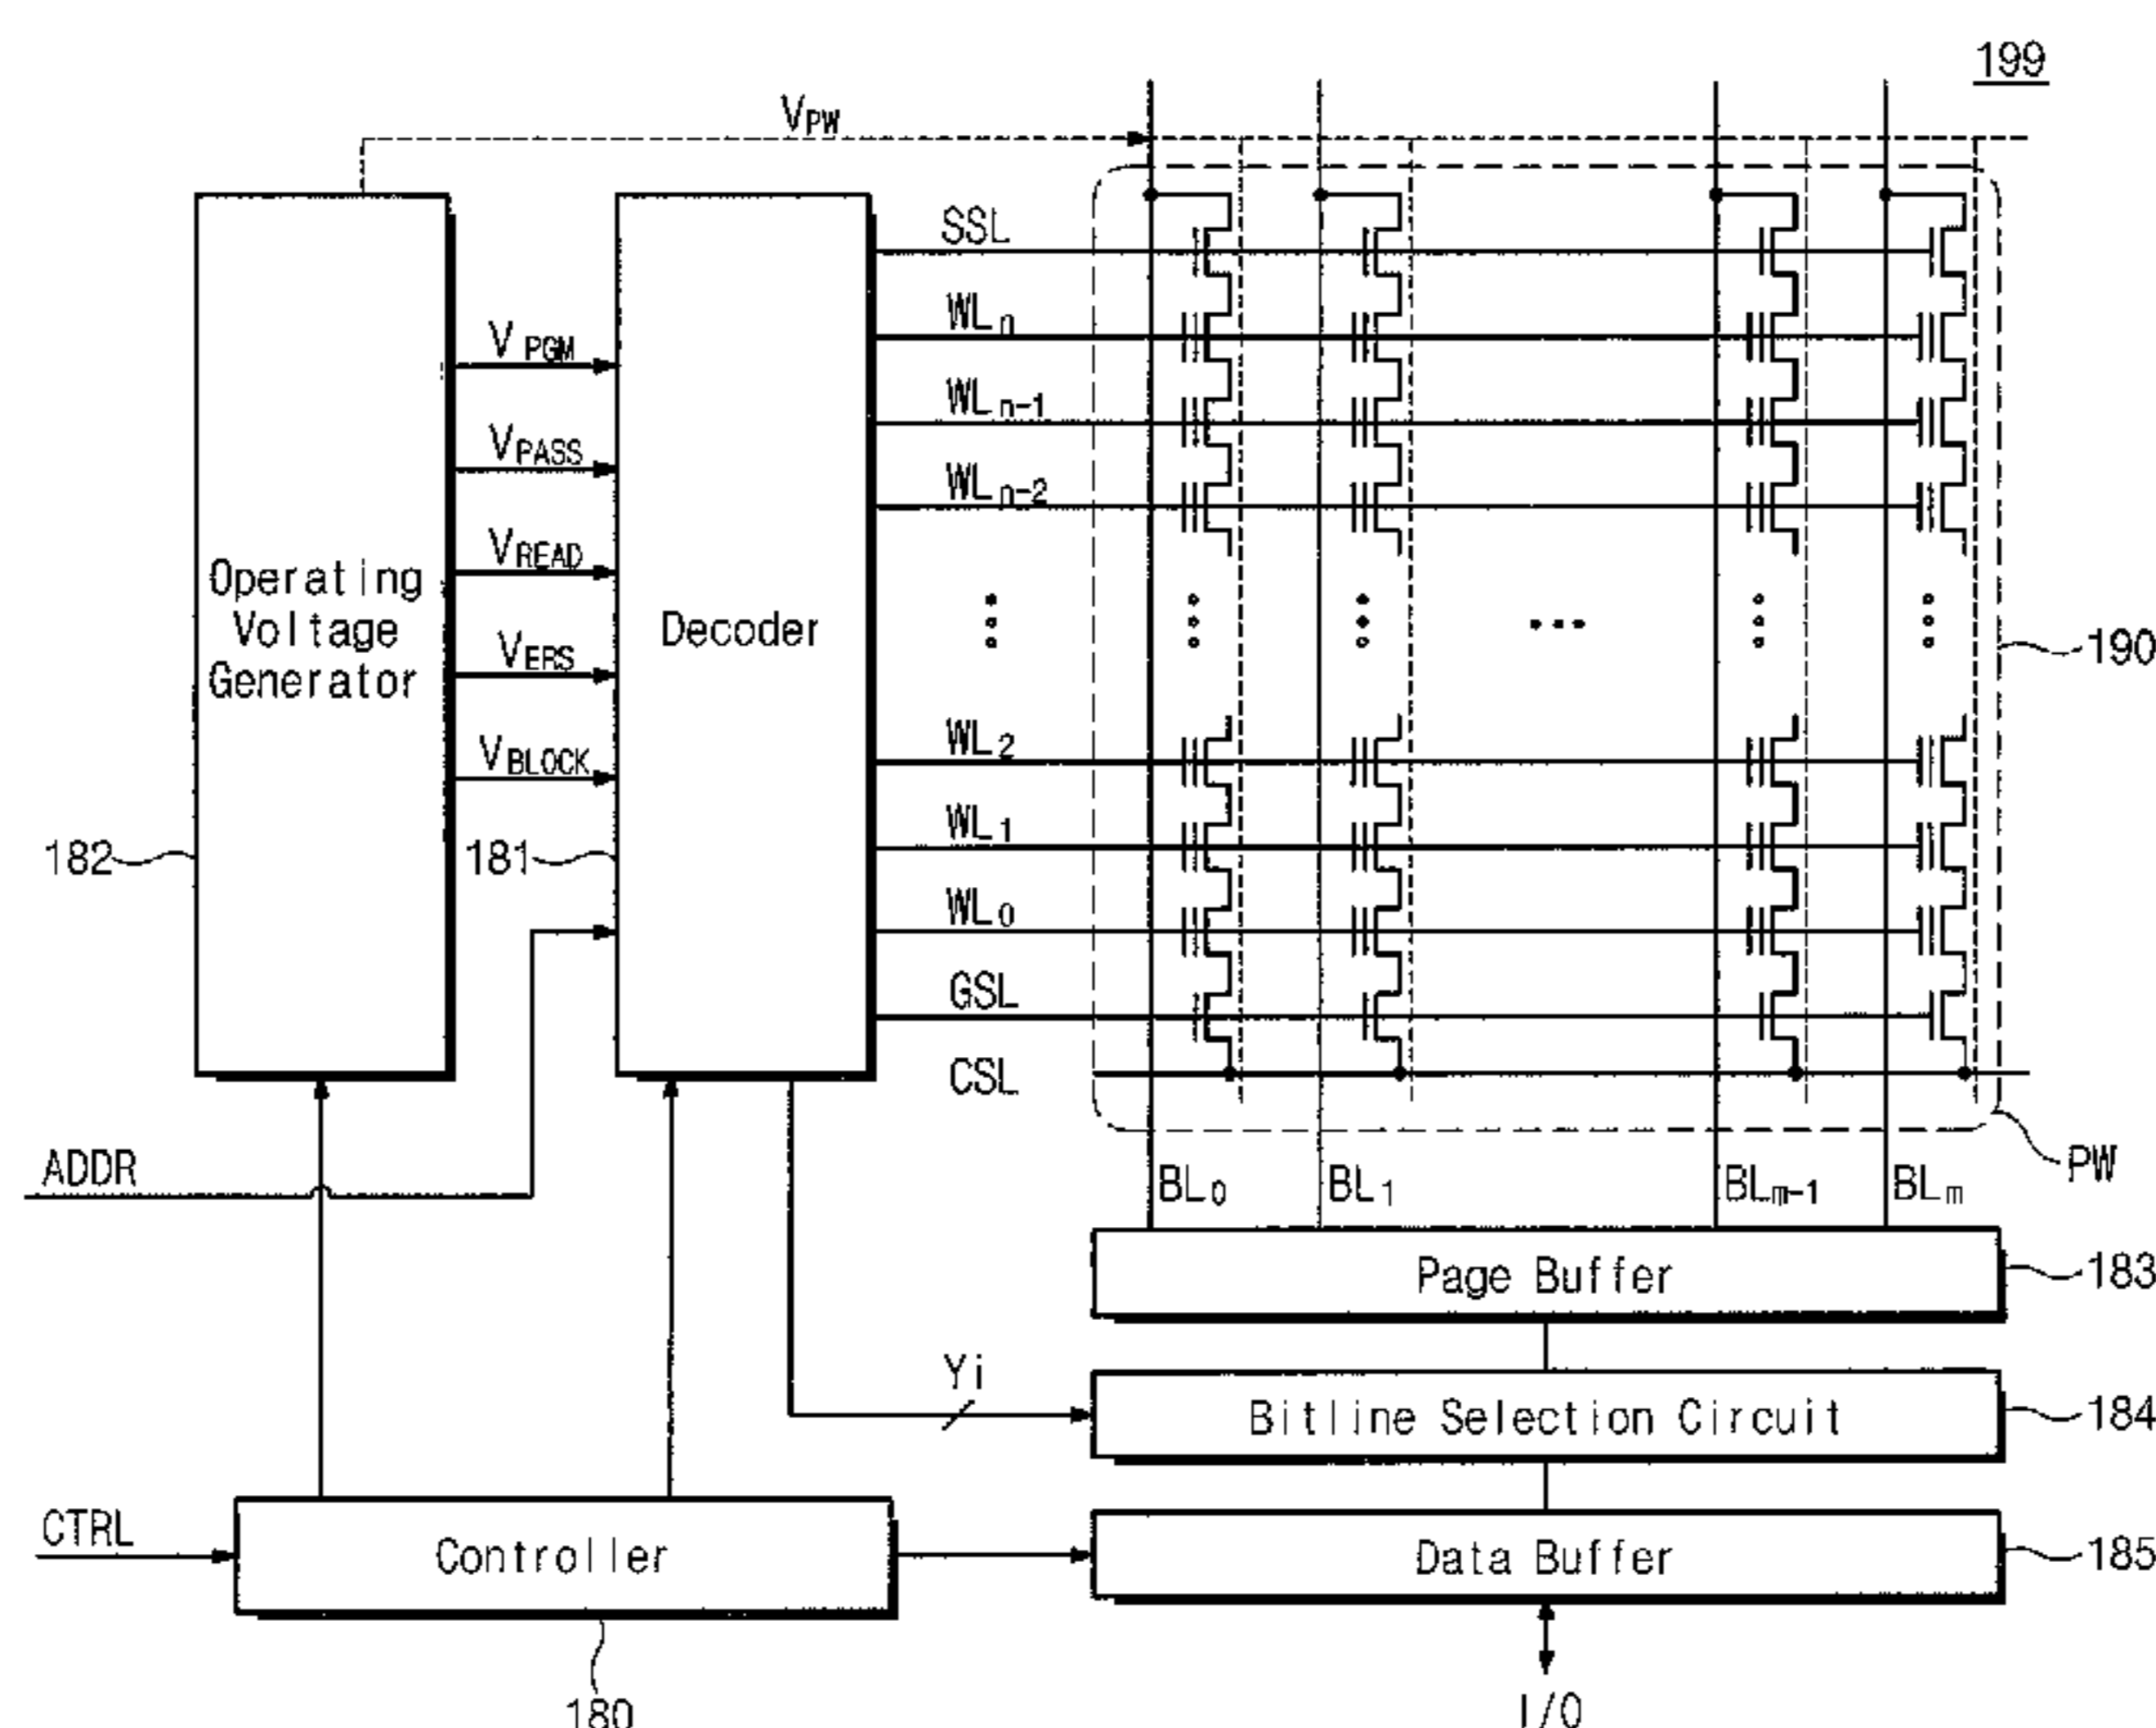 199
VPW
SSL
WLn
WLn-1
VPGM
VPASS
WLn-2
VREAD
Operating
Voltage
Generator
Decoder
VERS
190
VBLOCK
WL2
WL1
182
181
WL0
GSL
CSL
ADDR
PW
BL0
BL1
BLm-1
BLm
Page Buffer
183
Yi
Bitline Selection Circuit
184
CTRL
Controller
Data Buffer
185
180
I/O